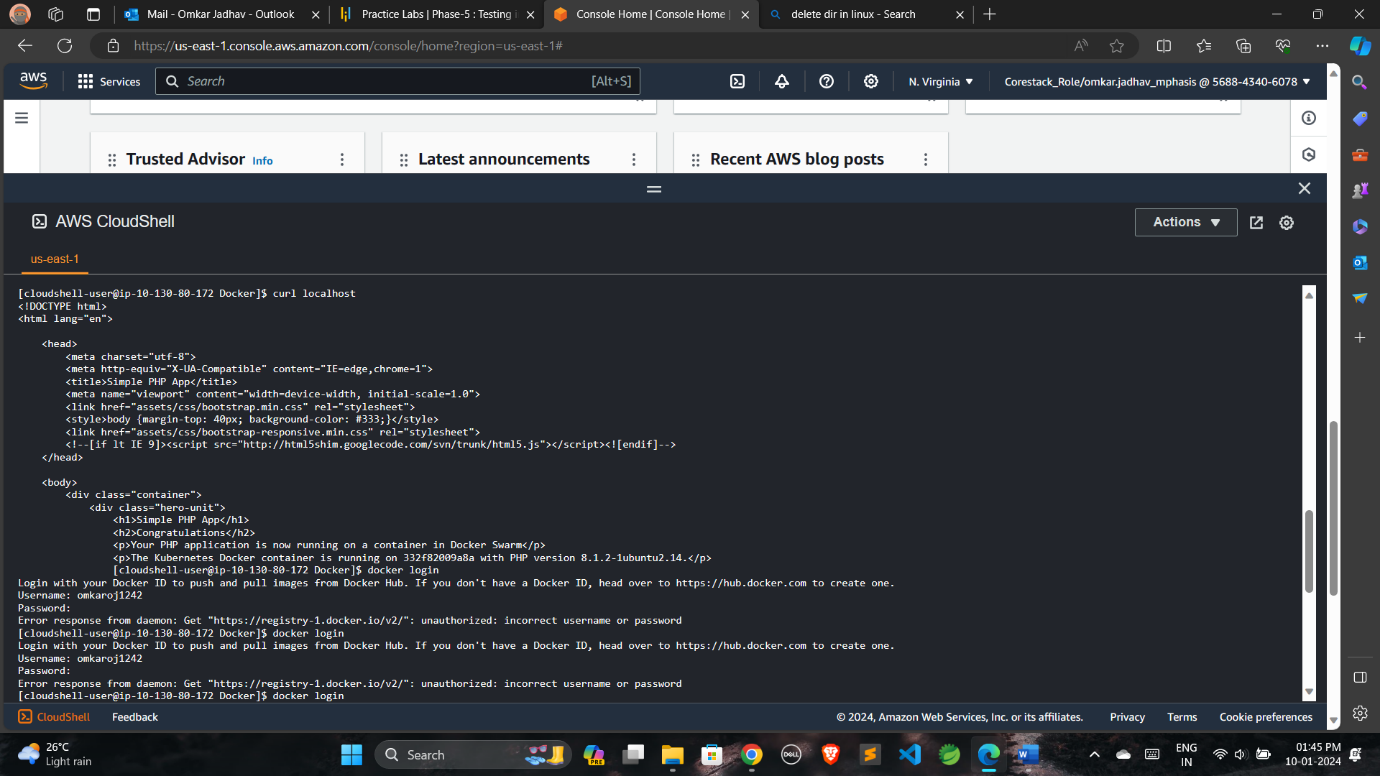 Mail - Omkar Jadhav - Outlook
Practice Labs | Phase-5 : Testing i
Console Home | Console Home |
delete dir in linux - Search
https://us-east-1.console.aws.amazon.com/console/home?region=us-east-1#
aws
Services
Search
[Alt+S]
N. Virginia
Corestack_Role/omkar.jadhav_mphasis @ 5688-4340-6078
Trusted Advisor Info
Latest announcements
Recent AWS blog posts
AWS CloudShell
Actions
us-east-1
[cloudshell-user@ip-10-130-80-172 Docker]$ curl localhost
<!DOCTYPE html>
<html lang="en">
<head>
<meta charset="utf-8">
<meta http-equiv="X-UA-Compatible" content="IE=edge,chrome=1">
<title>Simple PHP App</title>
<meta name="viewport" content="width=device-width, initial-scale=1.0">
<link href="assets/css/bootstrap.min.css" rel="stylesheet">
<style>body {margin-top: 40px; background-color: #333;}</style>
<link href="assets/css/bootstrap-responsive.min.css" rel="stylesheet">
<!--[if lt IE 9]><script src="http://html5shim.googlecode.com/svn/trunk/html5.js"></script><![endif]-->
</head>
<body>
<div class="container">
<div class="hero-unit">
<h1>Simple PHP App</h1>
<h2>Congratulations</h2>
<p>Your PHP application is now running on a container in Docker Swarm</p>
<p>The Kubernetes Docker container is running on 332f82009a8a with PHP version 8.1.2-1ubuntu2.14.</p>
[cloudshell-user@ip-10-130-80-172 Docker]$ docker login
Login with your Docker ID to push and pull images from Docker Hub. If you don't have a Docker ID, head over to https://hub.docker.com to create one.
Username: omkaroj1242
Password:
Error response from daemon: Get "https://registry-1.docker.io/v2/": unauthorized: incorrect username or password
[cloudshell-user@ip-10-130-80-172 Docker]$ docker login
Login with your Docker ID to push and pull images from Docker Hub. If you don't have a Docker ID, head over to https://hub.docker.com to create one.
Username: omkaroj1242
Password:
Error response from daemon: Get "https://registry-1.docker.io/v2/": unauthorized: incorrect username or password
[cloudshell-user@ip-10-130-80-172 Docker]$ docker login
CloudShell
Feedback
© 2024, Amazon Web Services, Inc. or its affiliates.
Privacy
Terms
Cookie preferences
26°C
Light rain
Search
PRE
DELL
ENG
IN
01:45 PM
10-01-2024